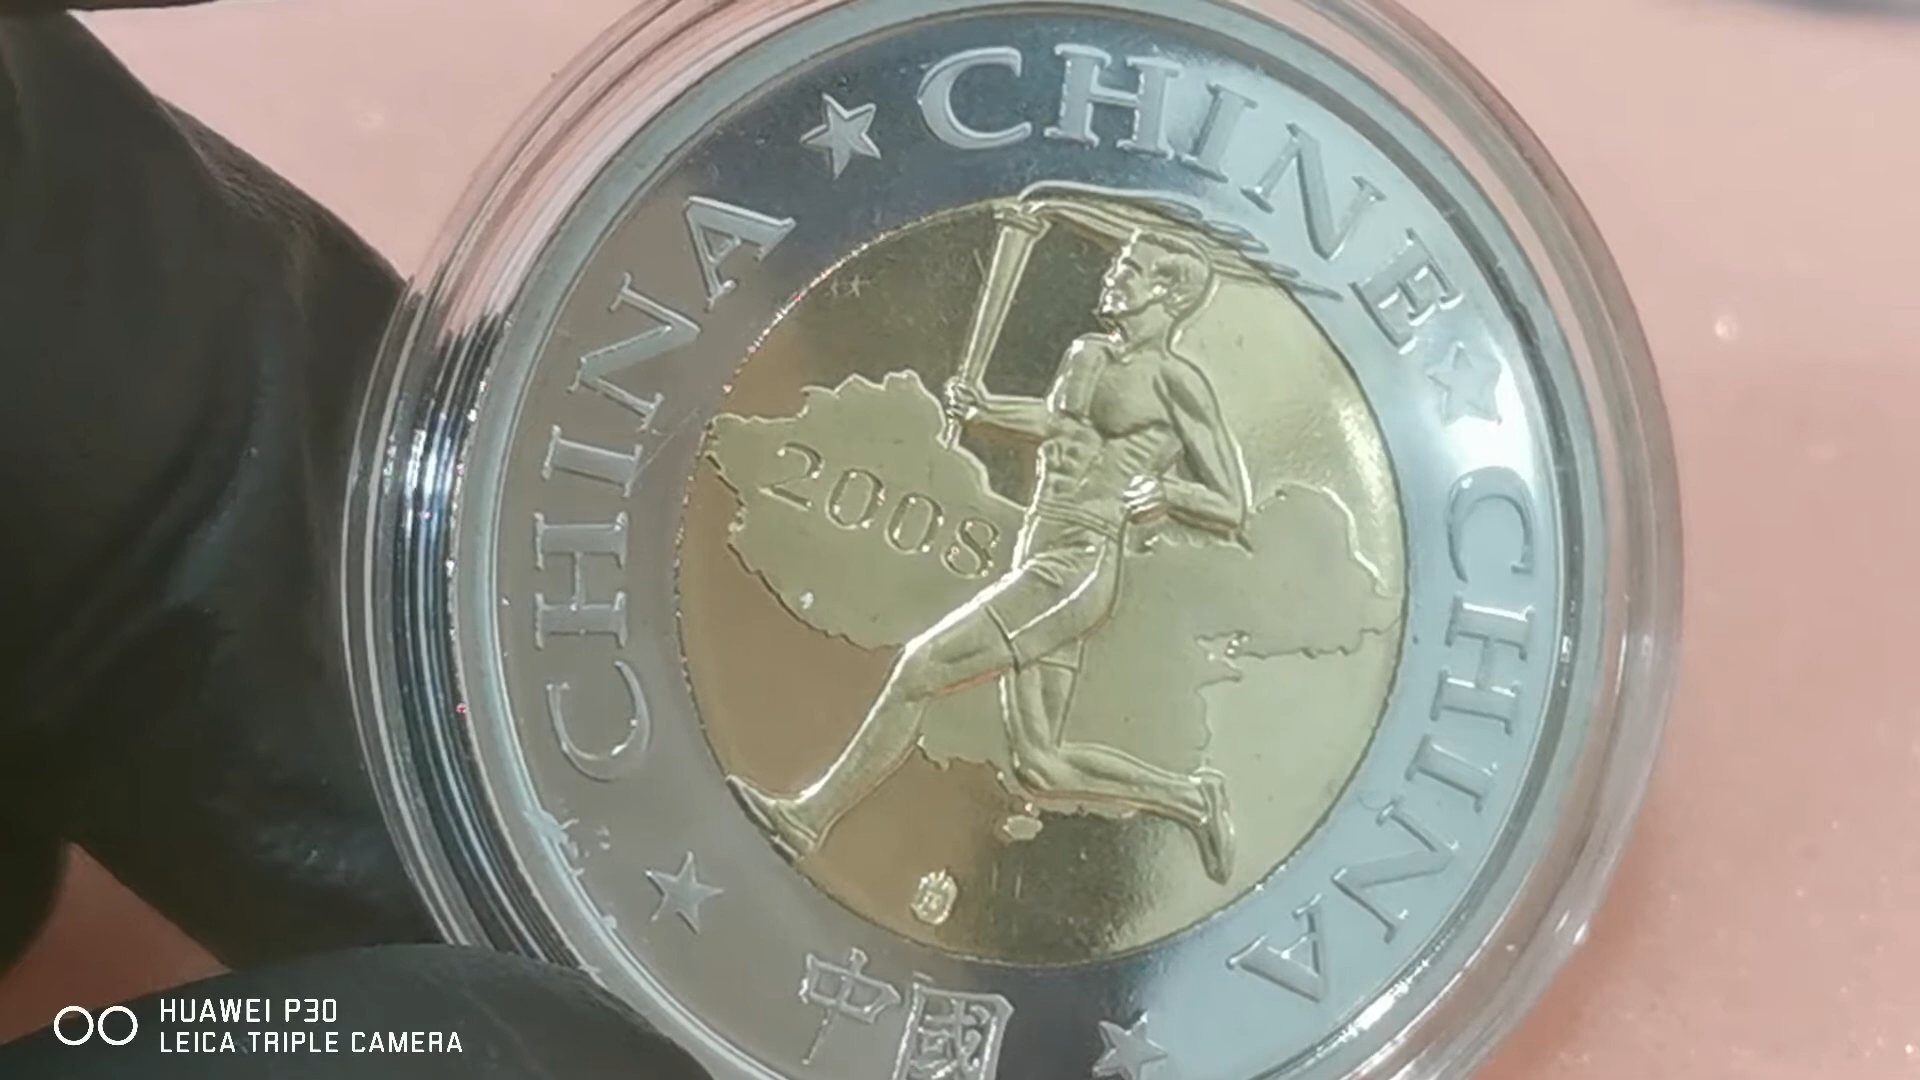 CHINA
CHINE
CHINA
中國
2008
HUAWEI P30
LEICA TRIPLE CAMERA